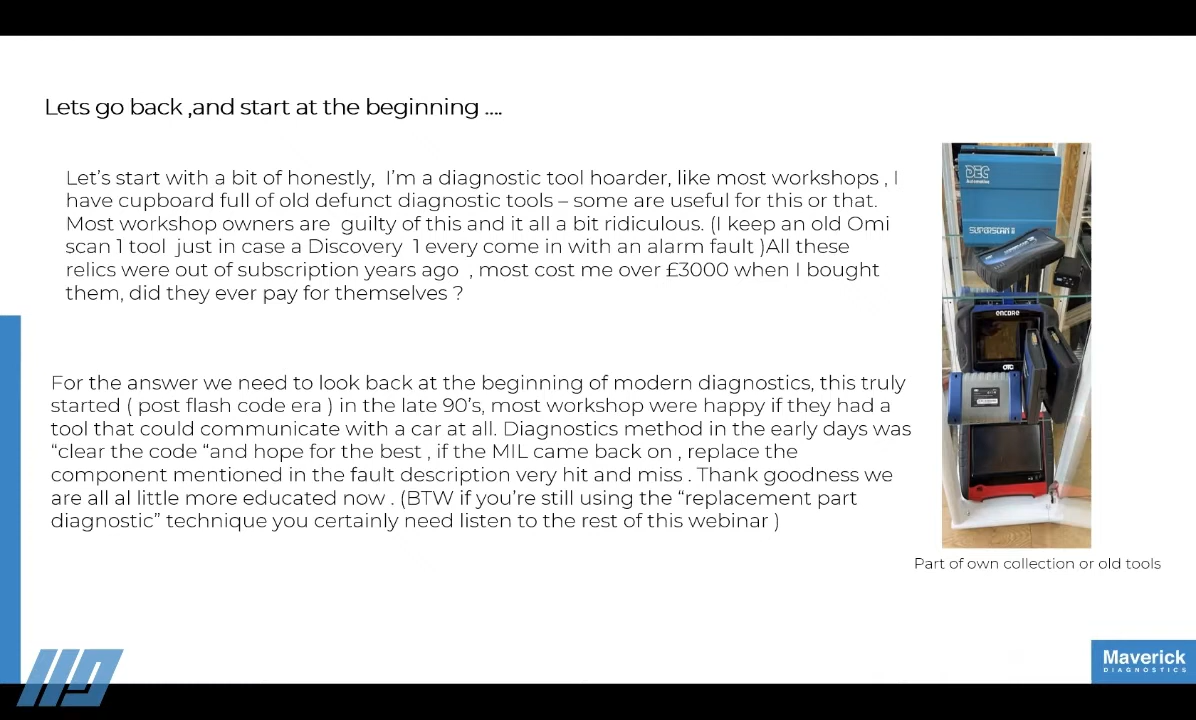 Lets go back ,and start at the beginning ....
Let's start with a bit of honestly, I'm a diagnostic tool hoarder, like most workshops , I
have cupboard full of old defunct diagnostic tools – some are useful for this or that.
Most workshop owners are guilty of this and it all a bit ridiculous. (I keep an old Omi
scan 1 tool just in case a Discovery 1 every come in with an alarm fault )All these
relics were out of subscription years ago , most cost me over £3000 when I bought
them, did they ever pay for themselves ?
For the answer we need to look back at the beginning of modern diagnostics, this truly
started ( post flash code era ) in the late 90's, most workshop were happy if they had a
tool that could communicate with a car at all. Diagnostics method in the early days was
“clear the code “and hope for the best , if the MIL came back on , replace the
component mentioned in the fault description very hit and miss . Thank goodness we
are all al little more educated now . (BTW if you're still using the “replacement part
diagnostic” technique you certainly need listen to the rest of this webinar )
SUPERSCAN II
encore
OTC
Part of own collection or old tools
Maverick
DIAGNOSTICS